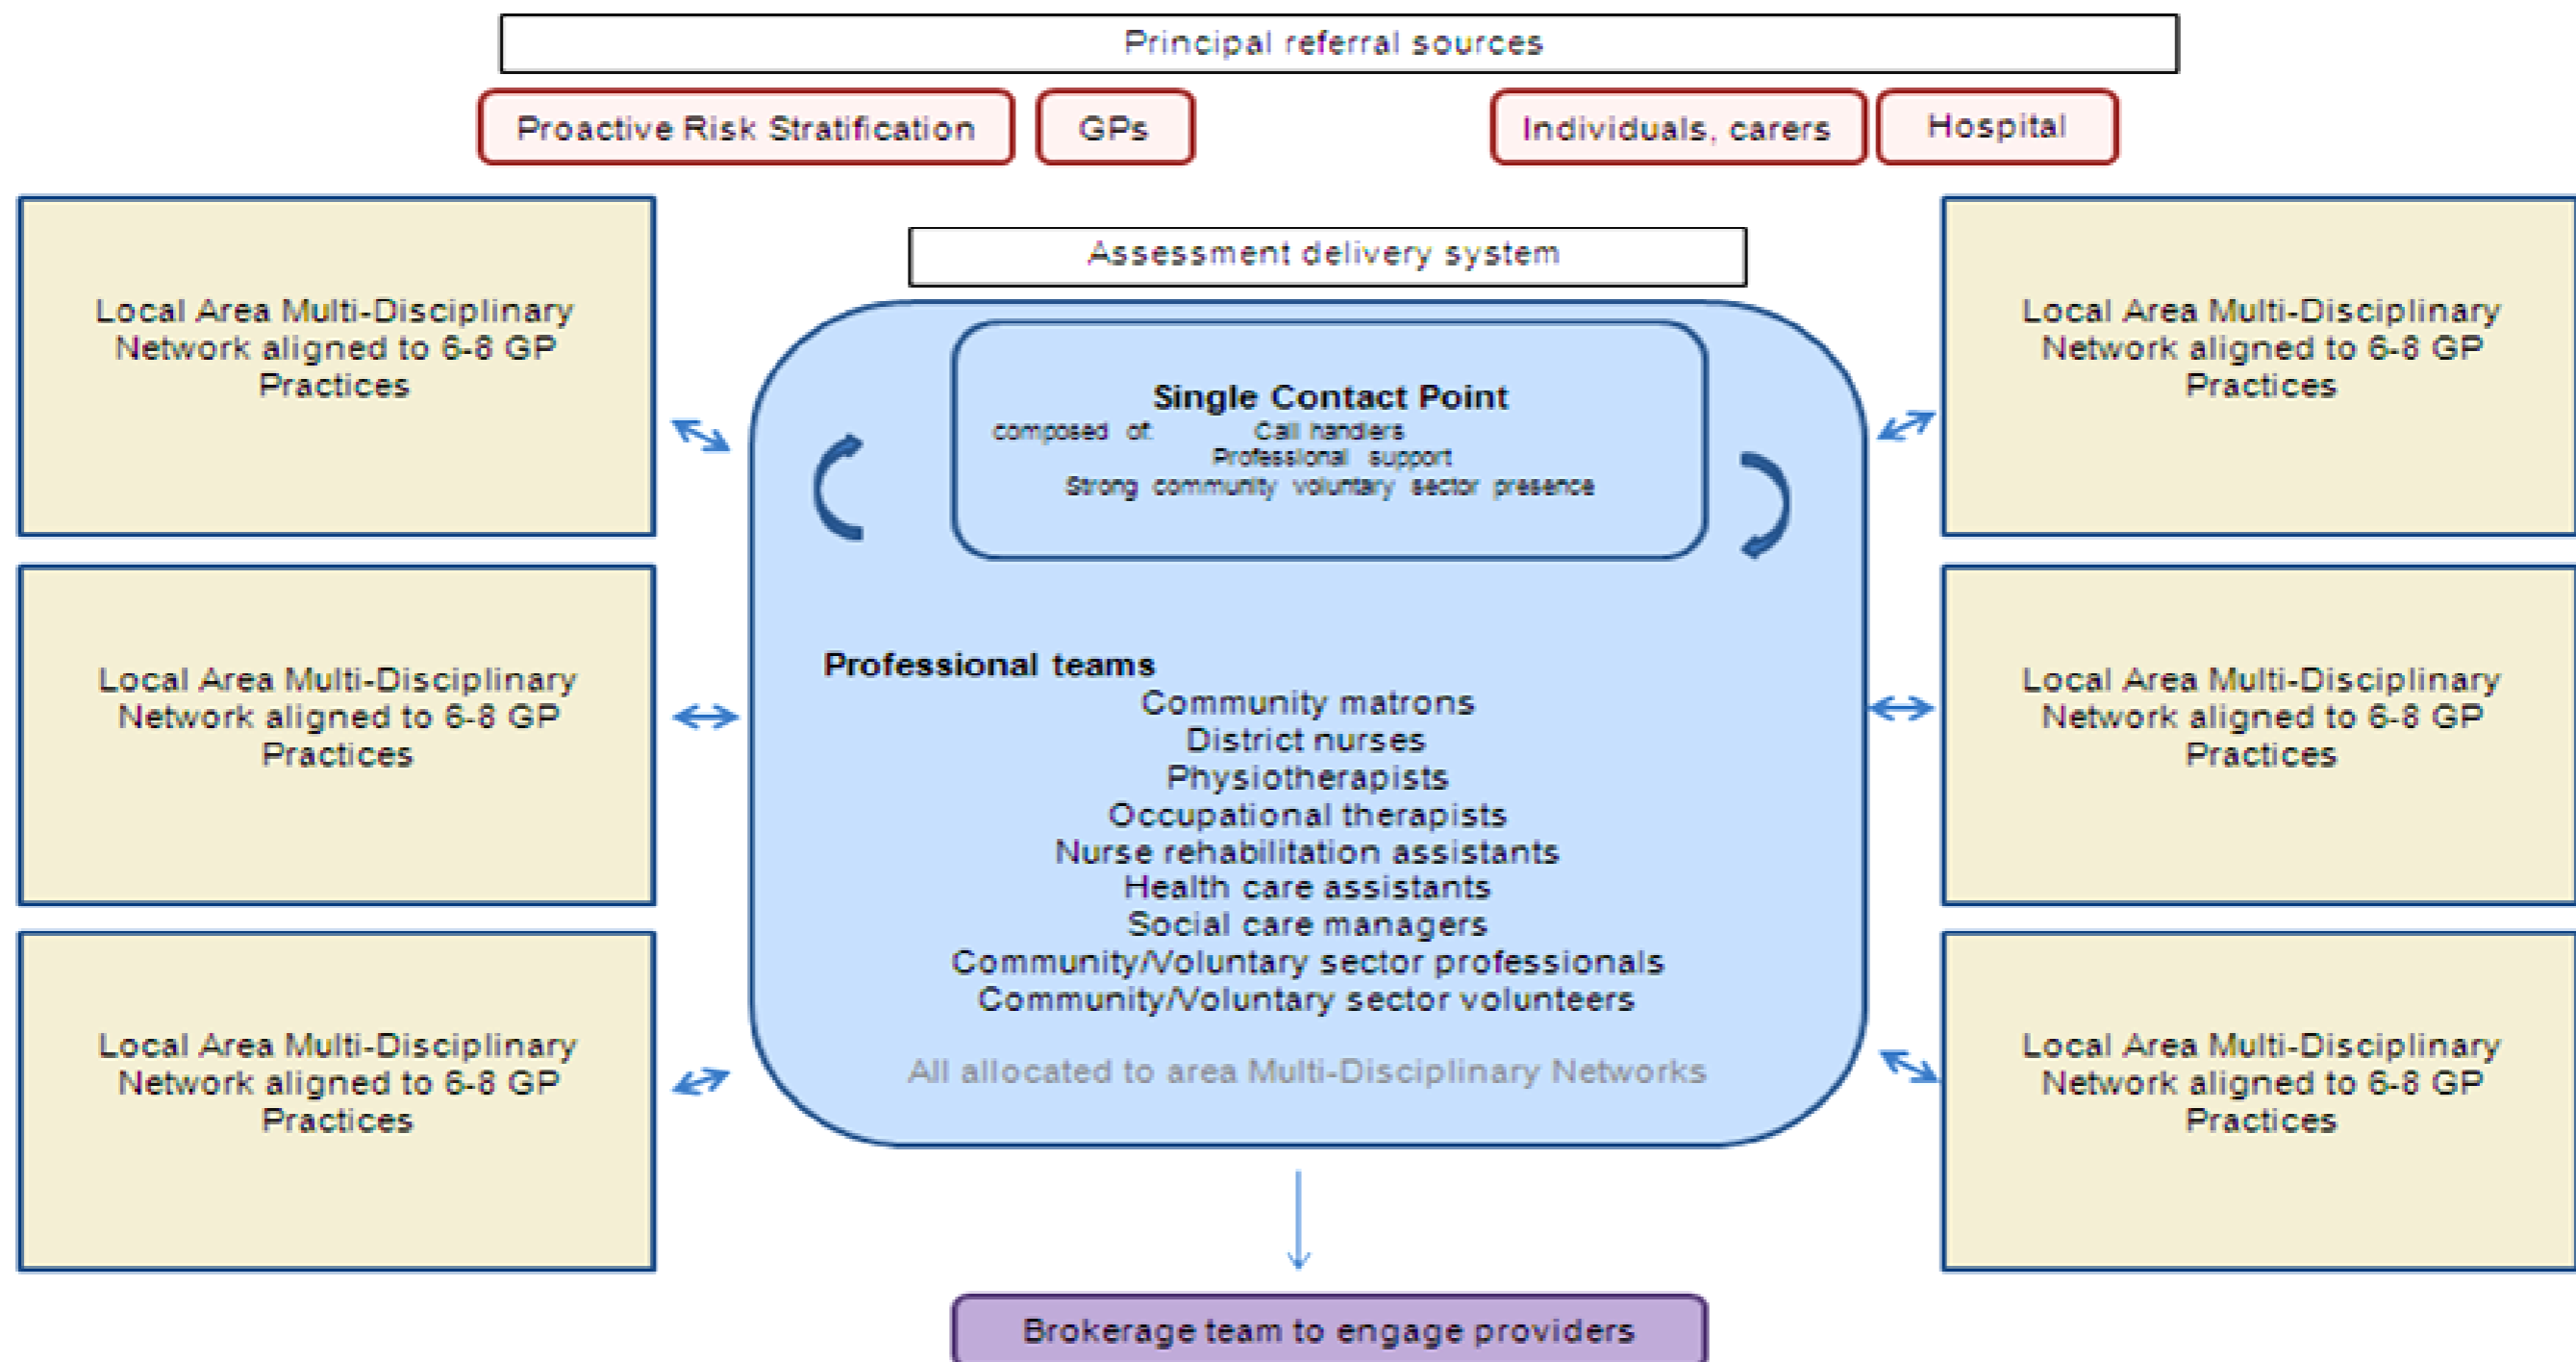 Principal referral sources
Proactive Risk Stratification
GPs
Individuals, carers
Hospital
Assessment delivery system
Local Area Multi-Disciplinary
Network aligned to 6-8 GP
Practices
Local Area Multi-Disciplinary
Network aligned to 6-8 GP
Practices
Local Area Multi-Disciplinary
Network aligned to 6-8 GP
Practices
Single Contact Point
composed of: Call handlers
Professional support
Strong community voluntary sector presence
Professional teams
Community matrons
District nurses
Physiotherapists
Occupational therapists
Nurse rehabilitation assistants
Health care assistants
Social care managers
Community/Voluntary sector professionals
Community/Voluntary sector volunteers
All allocated to area Multi-Disciplinary Networks
Local Area Multi-Disciplinary
Network aligned to 6-8 GP
Practices
Local Area Multi-Disciplinary
Network aligned to 6-8 GP
Practices
Local Area Multi-Disciplinary
Network aligned to 6-8 GP
Practices
Brokerage team to engage providers